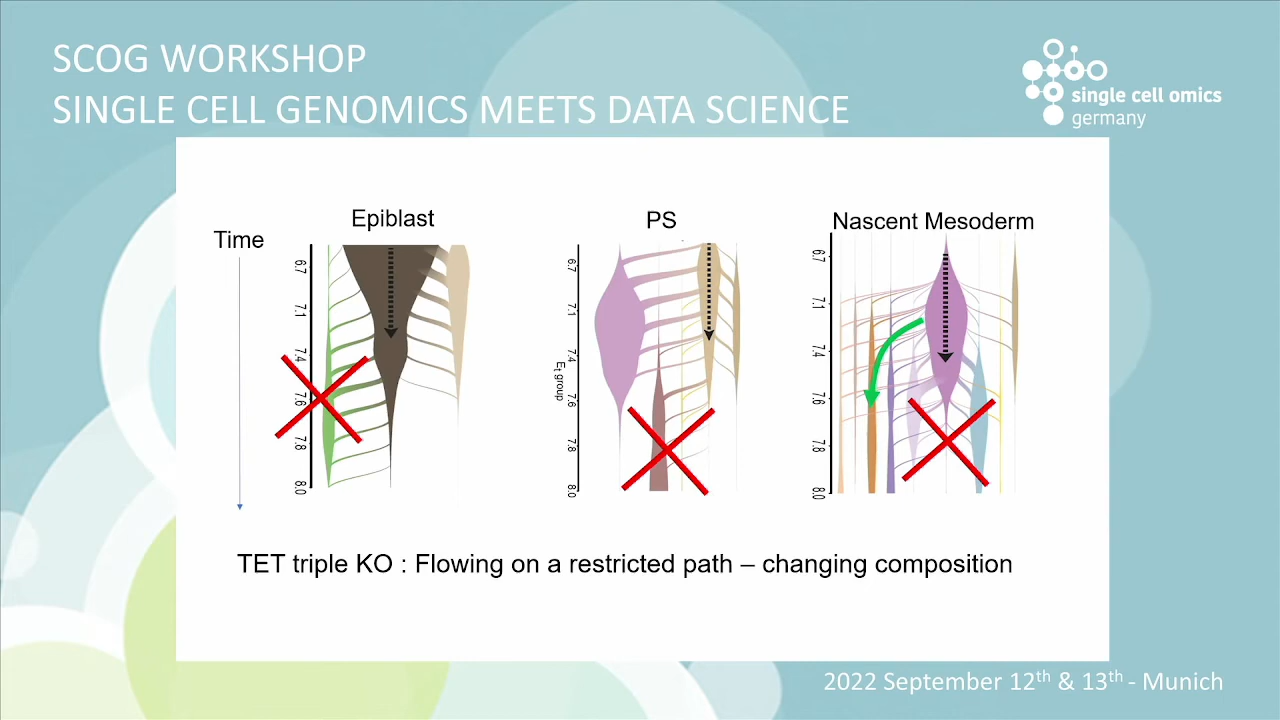 SCOG WORKSHOP
SINGLE CELL GENOMICS MEETS DATA SCIENCE
single cell omics
germany
Time
Epiblast
PS
Nascent Mesoderm
6.7
7.1
7.4
7.6
7.8
8.0
Et group
6.7
7.1
7.4
7.6
7.8
8.0
6.7
7.1
7.4
7.6
7.8
8.0
TET triple KO : Flowing on a restricted path – changing composition
2022 September 12th & 13th - Munich